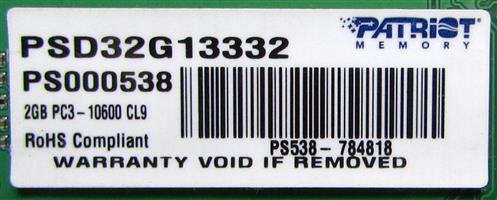 PATRIOT
MEMORY
PSD32G13332
PS000538
2GB PC3-10600 CL9
RoHS Compliant
PS538-784818
WARRANTY VOID IF REMOVED